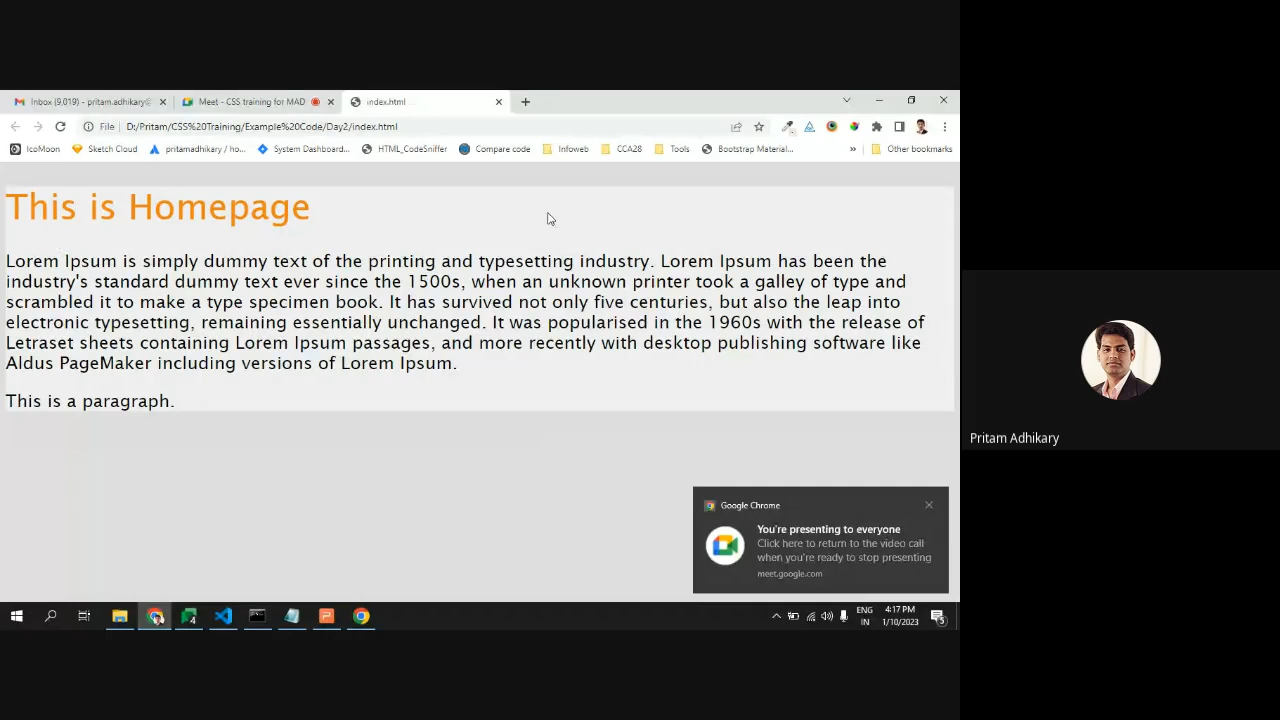 Inbox (9,019) - pritam.adhikary@
Meet - CSS training for MAD
index.html
File
D:/Pritam/CSS%20Training/Example%20Code/Day2/index.html
IcoMoon
Sketch Cloud
pritamadhikary / ho...
System Dashboard...
HTML_CodeSniffer
Compare code
Infoweb
CCA28
Tools
Bootstrap Material...
»
Other bookmarks
This is Homepage
Lorem Ipsum is simply dummy text of the printing and typesetting industry. Lorem Ipsum has been the
industry's standard dummy text ever since the 1500s, when an unknown printer took a galley of type and
scrambled it to make a type specimen book. It has survived not only five centuries, but also the leap into
electronic typesetting, remaining essentially unchanged. It was popularised in the 1960s with the release of
Letraset sheets containing Lorem Ipsum passages, and more recently with desktop publishing software like
Aldus PageMaker including versions of Lorem Ipsum.
This is a paragraph.
Google Chrome
You're presenting to everyone
Click here to return to the video call
when you're ready to stop presenting
meet.google.com
Pritam Adhikary
ENG
IN
4:17 PM
1/10/2023
5